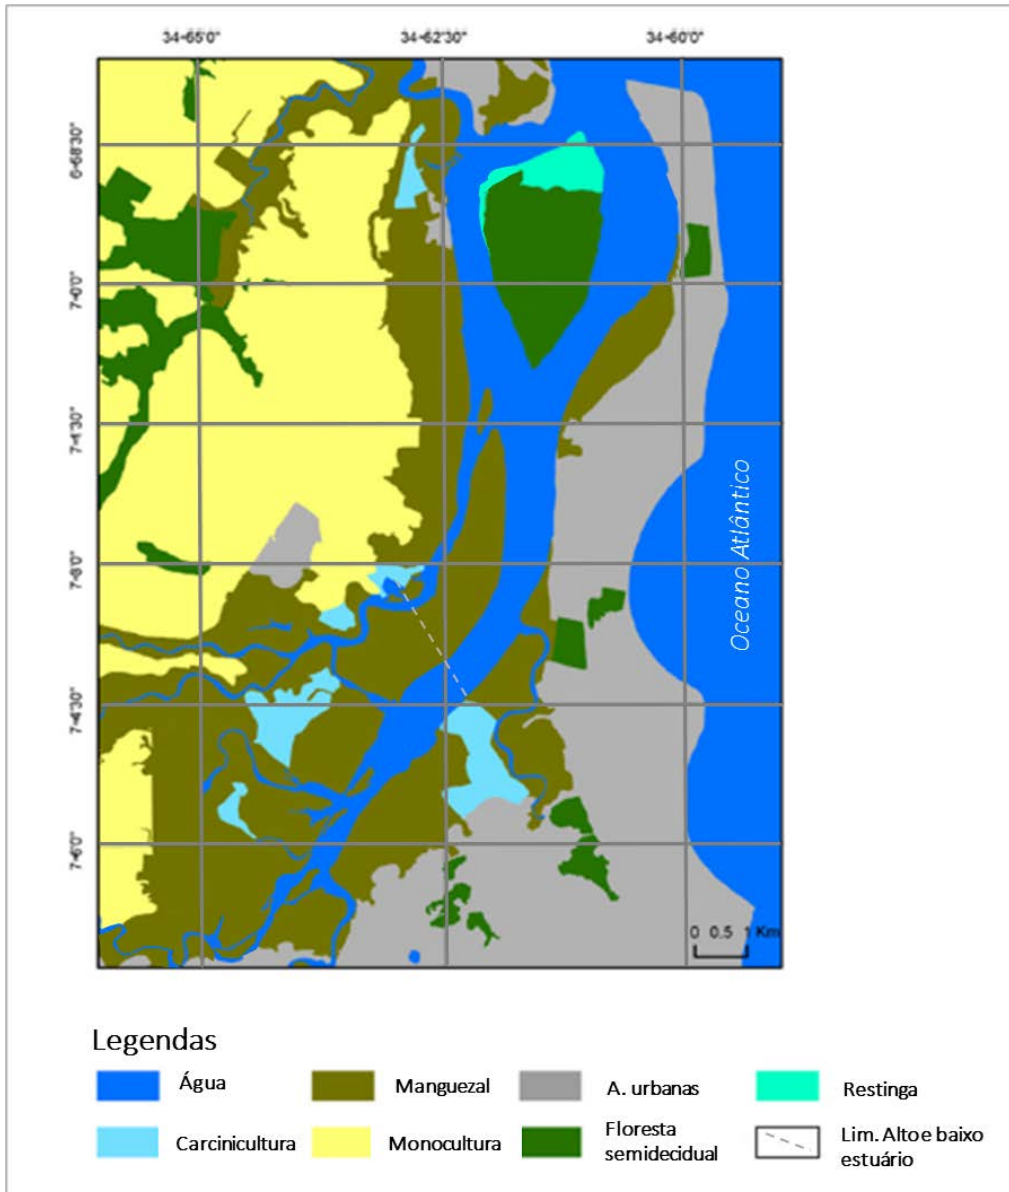 34◦65'0"
34◦62'30"
34◦60'0"
6◦68'30"
7◦0'0"
7◦1'30"
7◦3'0"
7◦4'30"
7◦6'0"
Oceano Atlântico
0 0.5 1 Km
Legendas
Água
Manguezal
A. urbanas
Restinga
Carcinicultura
Monocultura
Floresta semidecidual
Lim. Alto e baixo estuário